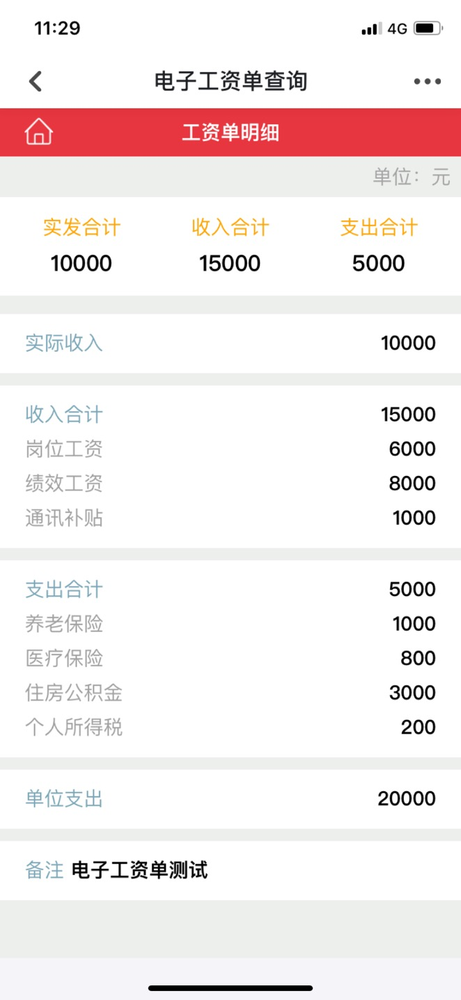 11:29 4G
电子工资单查询
工资单明细
单位：元
实发合计 收入合计 支出合计
10000 15000 5000
实际收入 10000
收入合计 15000
岗位工资 6000
绩效工资 8000
通讯补贴 1000
支出合计 5000
养老保险 1000
医疗保险 800
住房公积金 3000
个人所得税 200
单位支出 20000
备注 电子工资单测试